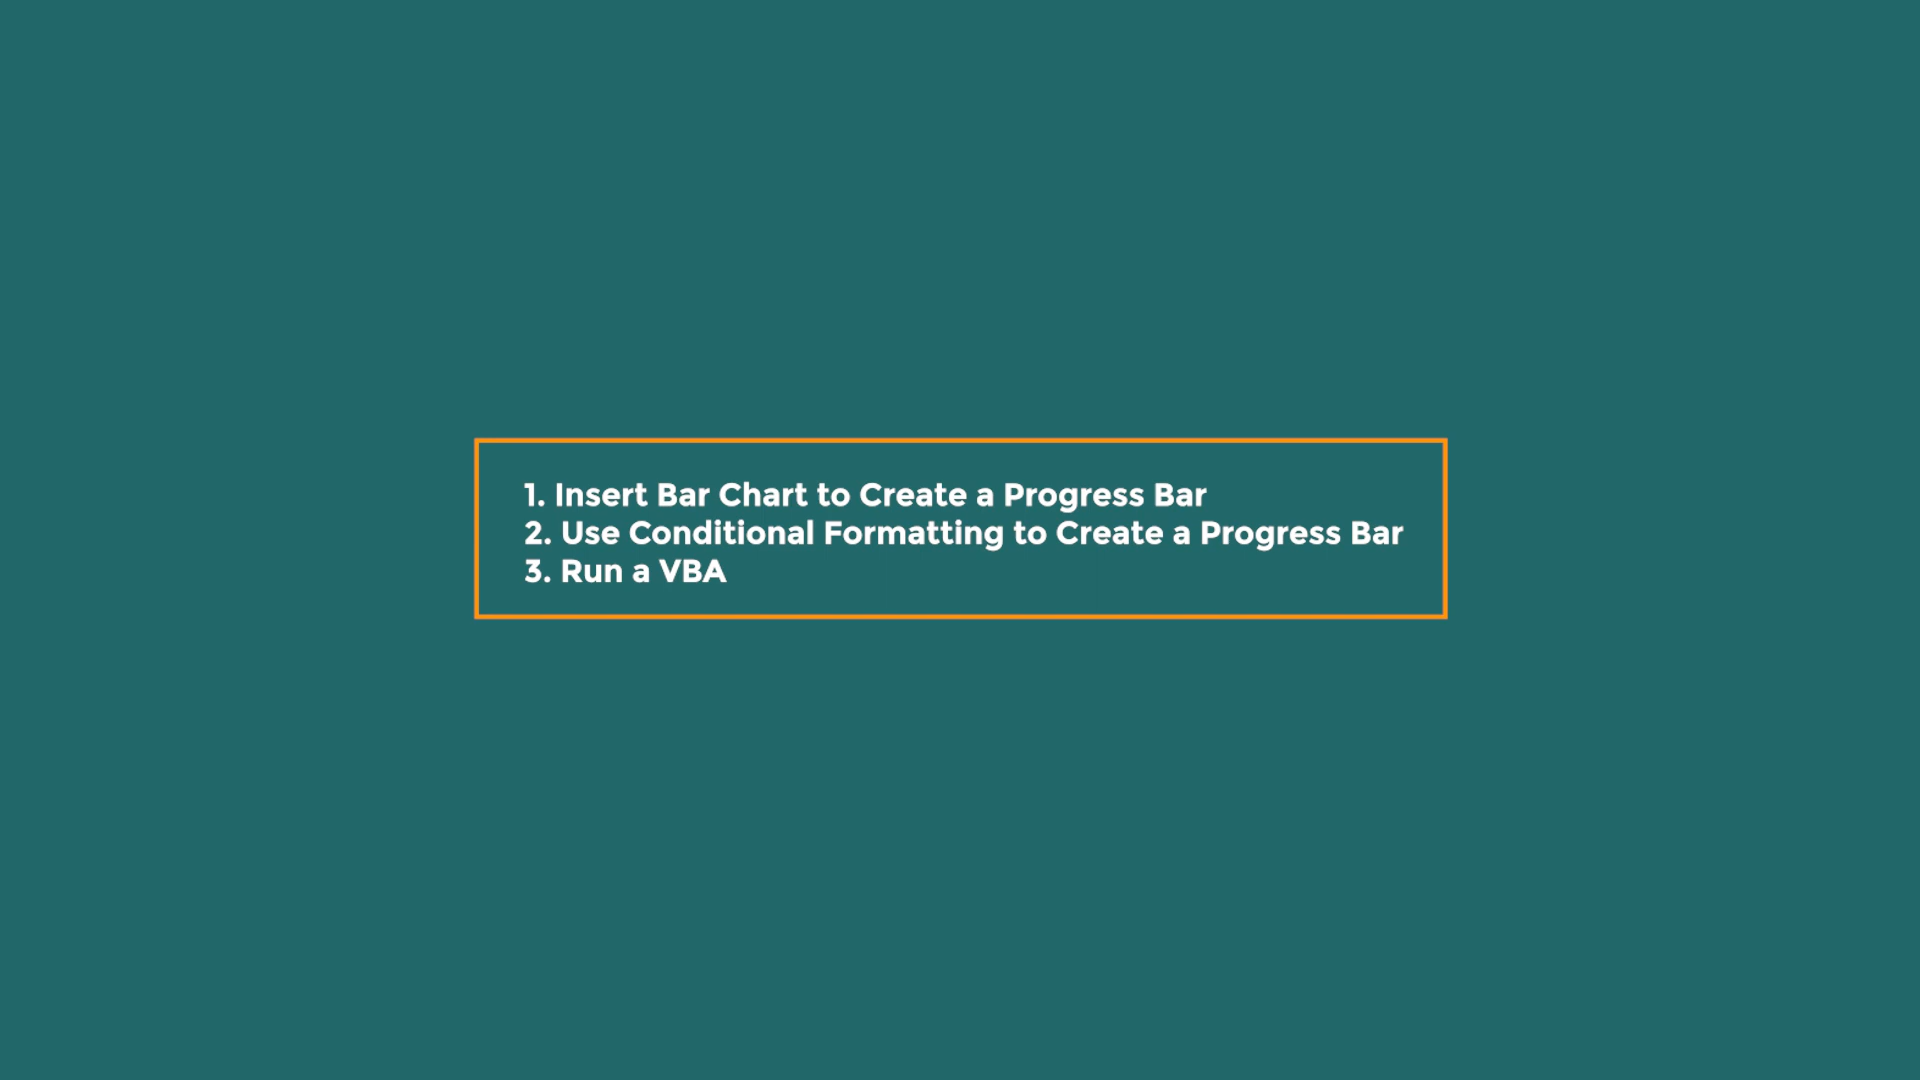 1. Insert Bar Chart to Create a Progress Bar
2. Use Conditional Formatting to Create a Progress Bar
3. Run a VBA